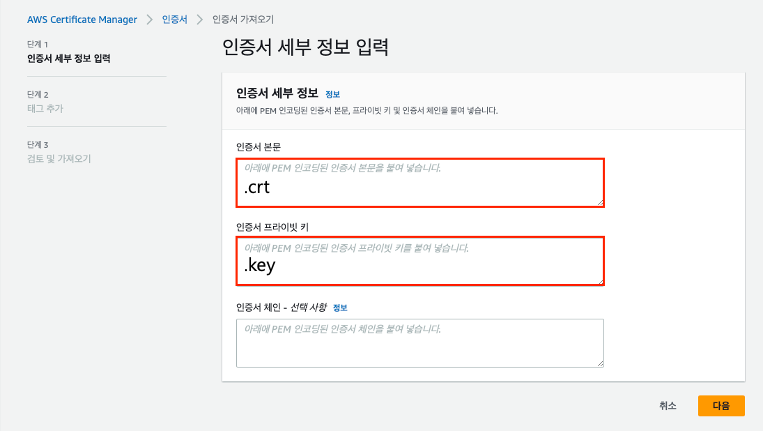 AWS Certificate Manager > 인증서 > 인증서 가져오기
단계 1
인증서 세부 정보 입력
단계 2
태그 추가
단계 3
검토 및 가져오기
인증서 세부 정보 입력
인증서 세부 정보 정보
아래에 PEM 인코딩된 인증서 본문, 프라이빗 키 및 인증서 체인을 붙여 넣습니다.
인증서 본문
아래에 PEM 인코딩된 인증서 본문을 붙여 넣습니다.
.crt
인증서 프라이빗 키
아래에 PEM 인코딩된 인증서 프라이빗 키를 붙여 넣습니다.
.key
인증서 체인 - 선택 사항 정보
아래에 PEM 인코딩된 인증서 체인을 붙여 넣습니다.
취소 다음